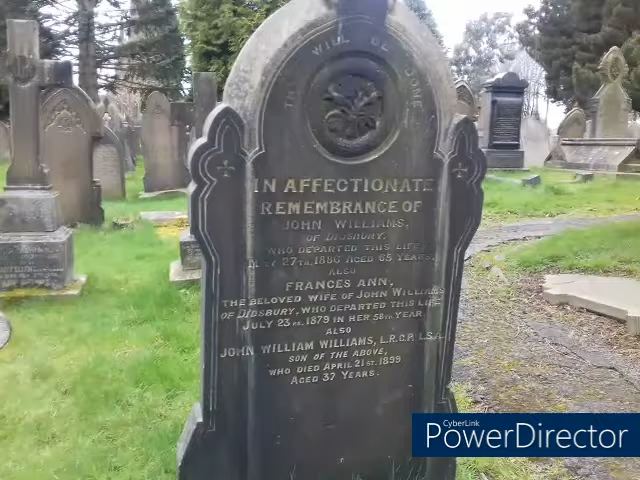 THY WILL BE DONE
IN AFFECTIONATE
REMEMBRANCE OF
JOHN WILLIAMS,
OF DIDSBURY,
WHO DEPARTED THIS LIFE
MAY 27TH, 1886 AGED 65 YEARS.
ALSO
FRANCES ANN,
THE BELOVED WIFE OF JOHN WILLIAMS
OF DIDSBURY, WHO DEPARTED THIS LIFE
JULY 23RD, 1879 IN HER 58TH YEAR.
ALSO
JOHN WILLIAM WILLIAMS, L.R.C.P. L.S.A.
SON OF THE ABOVE,
WHO DIED APRIL 21ST, 1899
AGED 37 YEARS.
CyberLink
PowerDirector